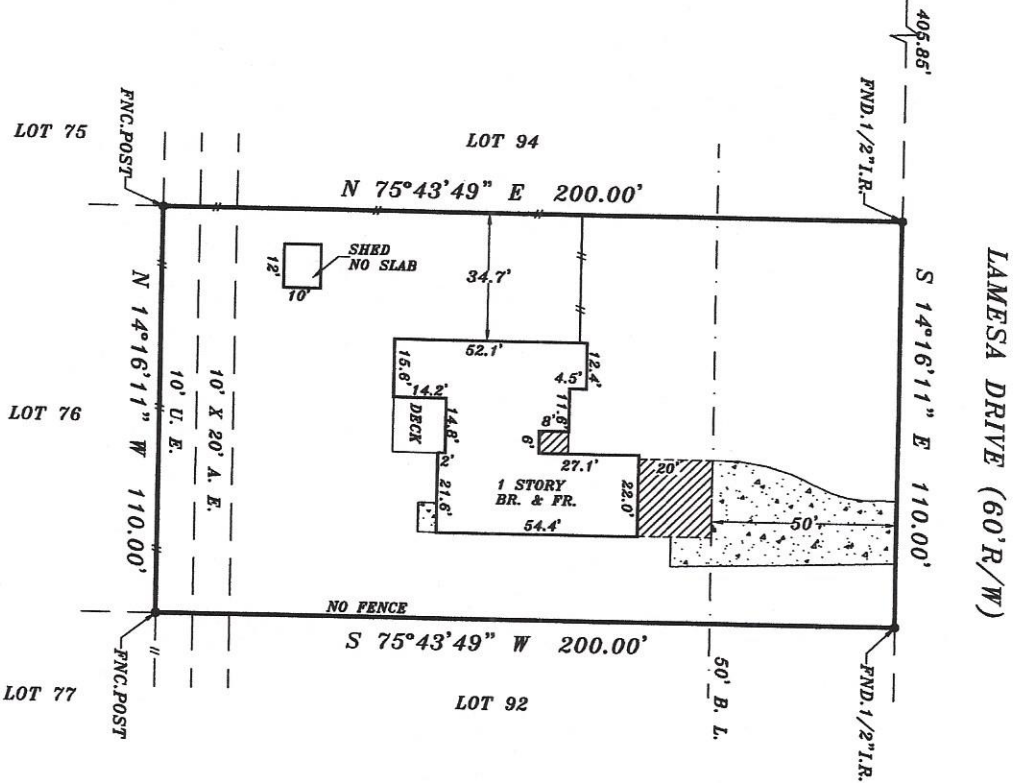 405.85'
LAMESA DRIVE (60'R/W)
FNC.POST
FND.1/2"I.R.
LOT 75
LOT 94
N 75°43'49" E 200.00'
S 14°16'11" E 110.00'
N 14°16'11" W 110.00'
SHED
NO SLAB
12'
10'
34.7'
52.1'
12.4'
4.5'
15.6'
14.2'
11.6'
8'
6'
DECK
14.8'
2'
27.1'
20'
1 STORY
BR. & FR.
22.0'
21.6'
54.4'
50'
LOT 76
10' U. E.
10' X 20' A. E.
NO FENCE
S 75°43'49" W 200.00'
50' B. L.
LOT 77
FNC.POST
LOT 92
FND.1/2"I.R.